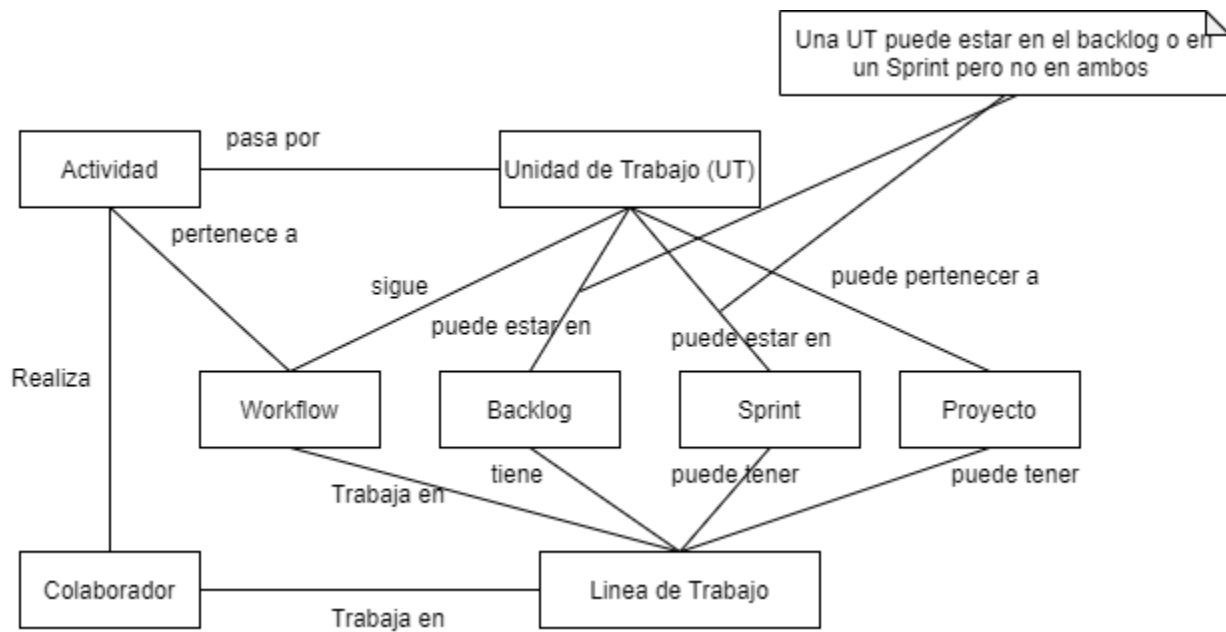 Una UT puede estar en el backlog o en
un Sprint pero no en ambos
pasa por
Actividad
Unidad de Trabajo (UT)
pertenece a
sigue
puede pertenecer a
puede estar en
puede estar en
Realiza
Workflow
Backlog
Sprint
Proyecto
Trabaja en
tiene
puede tener
puede tener
Colaborador
Linea de Trabajo
Trabaja en